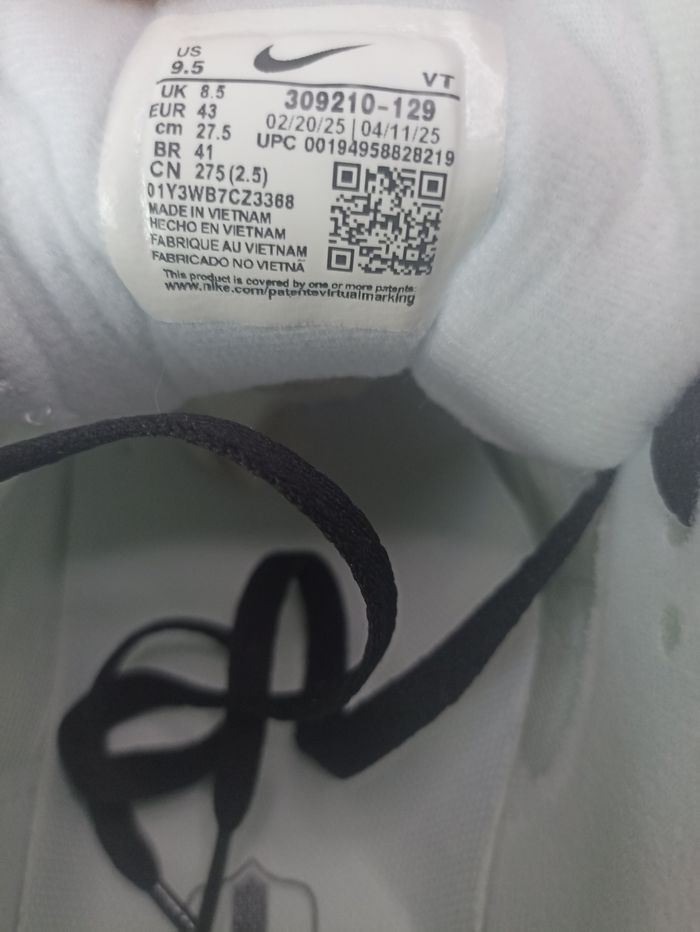 US
9.5
VT
UK 8.5
309210-129
EUR 43
02/20/25 | 04/11/25
cm 27.5
UPC 00194958828219
BR 41
CN 275(2.5)
01Y3WB7CZ3368
MADE IN VIETNAM
HECHO EN VIETNAM
FABRIQUE AU VIETNAM
FABRICADO NO VIETNÃ
This product is covered by one or more patents:
www.nike.com/patentsvirtualmarking